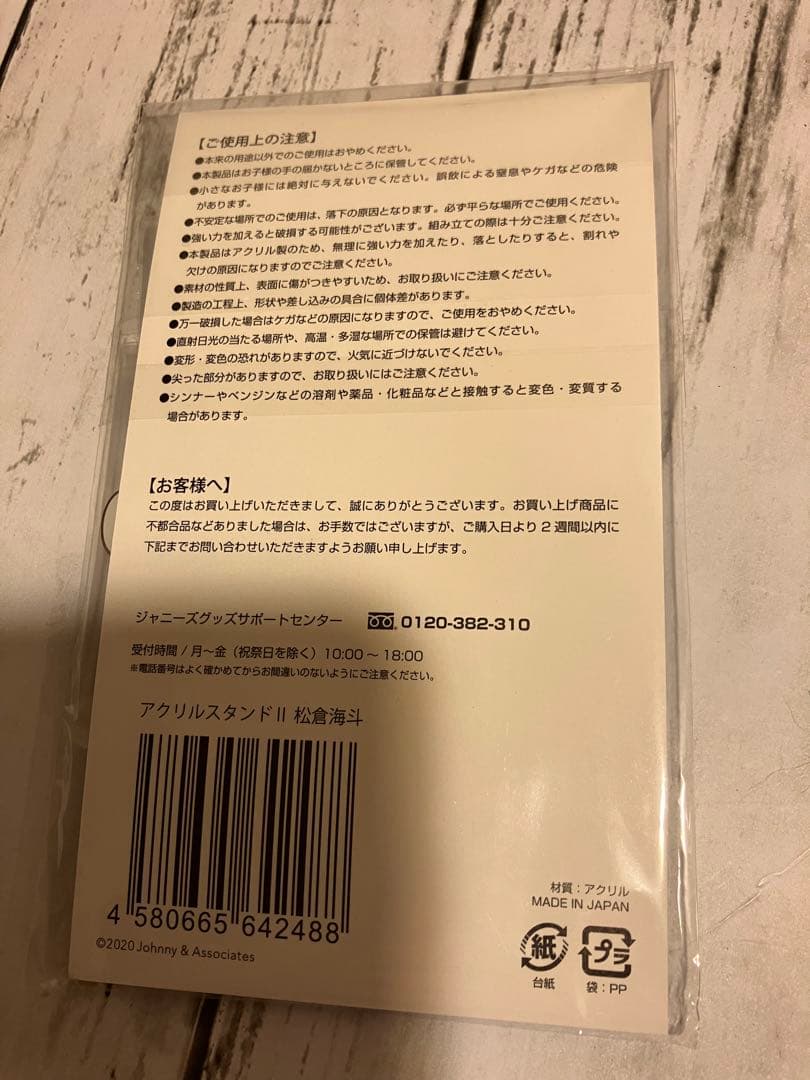 【ご使用上の注意】
●本来の用途以外でのご使用はおやめください。
●本製品はお子様の手の届かないところに保管してください。
●小さなお子様には絶対に与えないでください。誤飲による窒息やケガなどの危険
があります。
●不安定な場所でのご使用は、落下の原因となります。必ず平らな場所でご使用ください。
●強い力を加えると破損する可能性がございます。組み立ての際は十分ご注意ください。
●本製品はアクリル製のため、無理に強い力を加えたり、落としたりすると、割れや
欠けの原因になりますのでご注意ください。
●素材の性質上、表面に傷がつきやすいため、お取り扱いにご注意ください。
●製造の工程上、形状や差し込みの具合に個体差があります。
●万一破損した場合はケガなどの原因になりますので、ご使用をおやめください。
●直射日光の当たる場所や、高温・多湿な場所での保管は避けてください。
●変形・変色の恐れがありますので、火気に近づけないでください。
●尖った部分がありますので、お取り扱いにはご注意ください。
●シンナーやベンジンなどの溶剤や薬品・化粧品などと接触すると変色・変質する
場合があります。
【お客様へ】
この度はお買い上げいただきまして、誠にありがとうございます。お買い上げ商品に
不都合品などありました場合は、お手数ではございますが、ご購入日より2週間以内に
下記までお問い合わせいただきますようお願い申し上げます。
ジャニーズグッズサポートセンター 0120-382-310
受付時間/月~金(祝祭日を除く)10:00~18:00
※電話番号はよく確かめてからお間違いのないようにご注意ください。
アクリルスタンドII 松倉海斗
4 580665 642488
©2020 Johnny & Associates
材質:アクリル
MADE IN JAPAN
紙 プラ
台紙 袋:PP